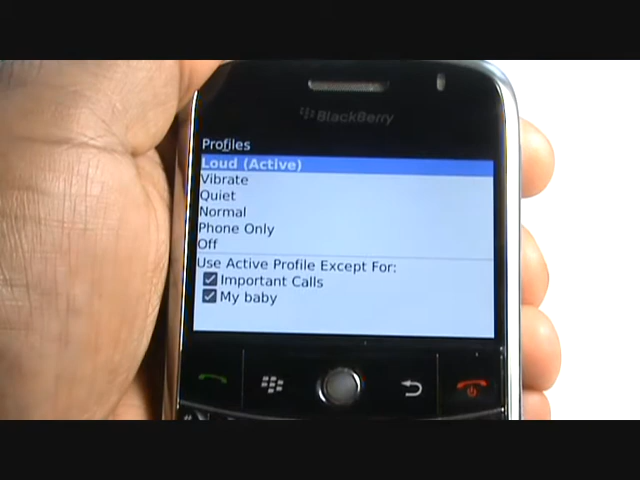 BlackBerry
Profiles
Loud (Active)
Vibrate
Quiet
Normal
Phone Only
Off
Use Active Profile Except For:
Important Calls
My baby